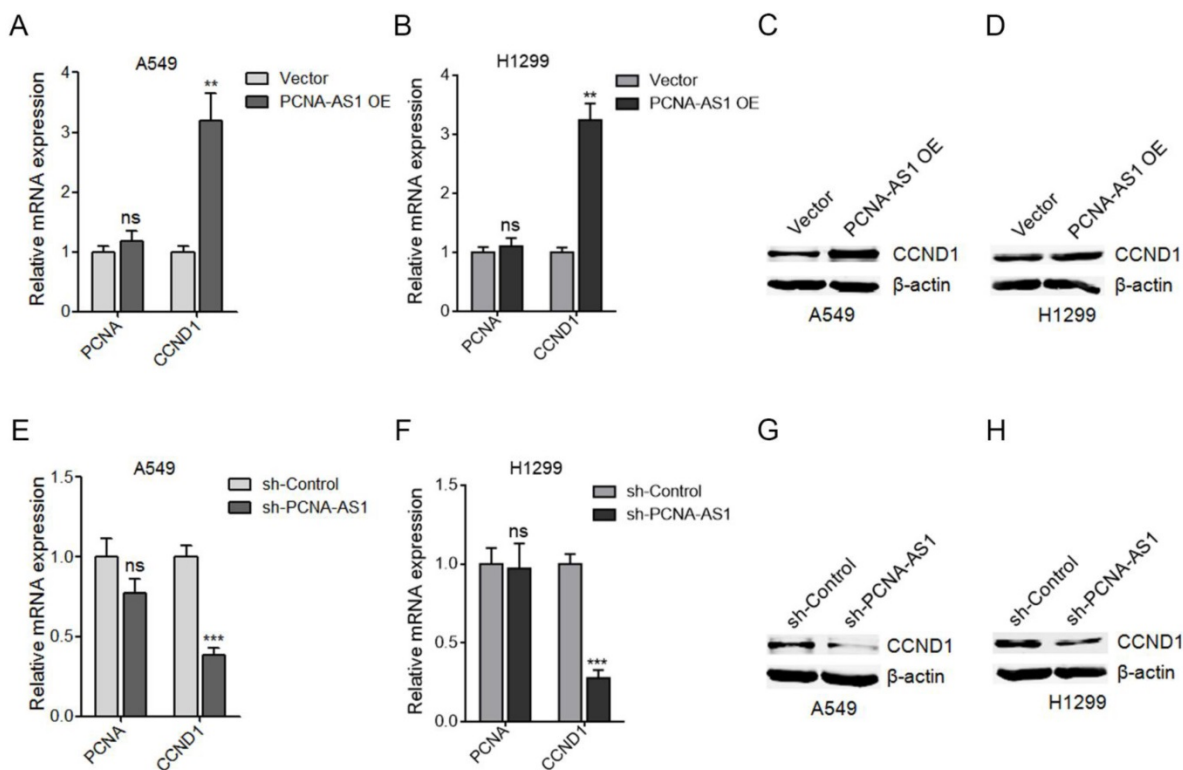 A
A549
Relative mRNA expression
4
3
2
1
0
ns
**
PCNA
CCND1
Vector
PCNA-AS1 OE
B
H1299
Relative mRNA expression
4
3
2
1
0
ns
**
PCNA
CCND1
Vector
PCNA-AS1 OE
C
Vector
PCNA-AS1 OE
CCND1
β-actin
A549
D
Vector
PCNA-AS1 OE
CCND1
β-actin
H1299
E
A549
Relative mRNA expression
1.5
1.0
0.5
0.0
ns
***
PCNA
CCND1
sh-Control
sh-PCNA-AS1
F
H1299
Relative mRNA expression
1.5
1.0
0.5
0.0
ns
***
PCNA
CCND1
sh-Control
sh-PCNA-AS1
G
sh-Control
sh-PCNA-AS1
CCND1
β-actin
A549
H
sh-Control
sh-PCNA-AS1
CCND1
β-actin
H1299